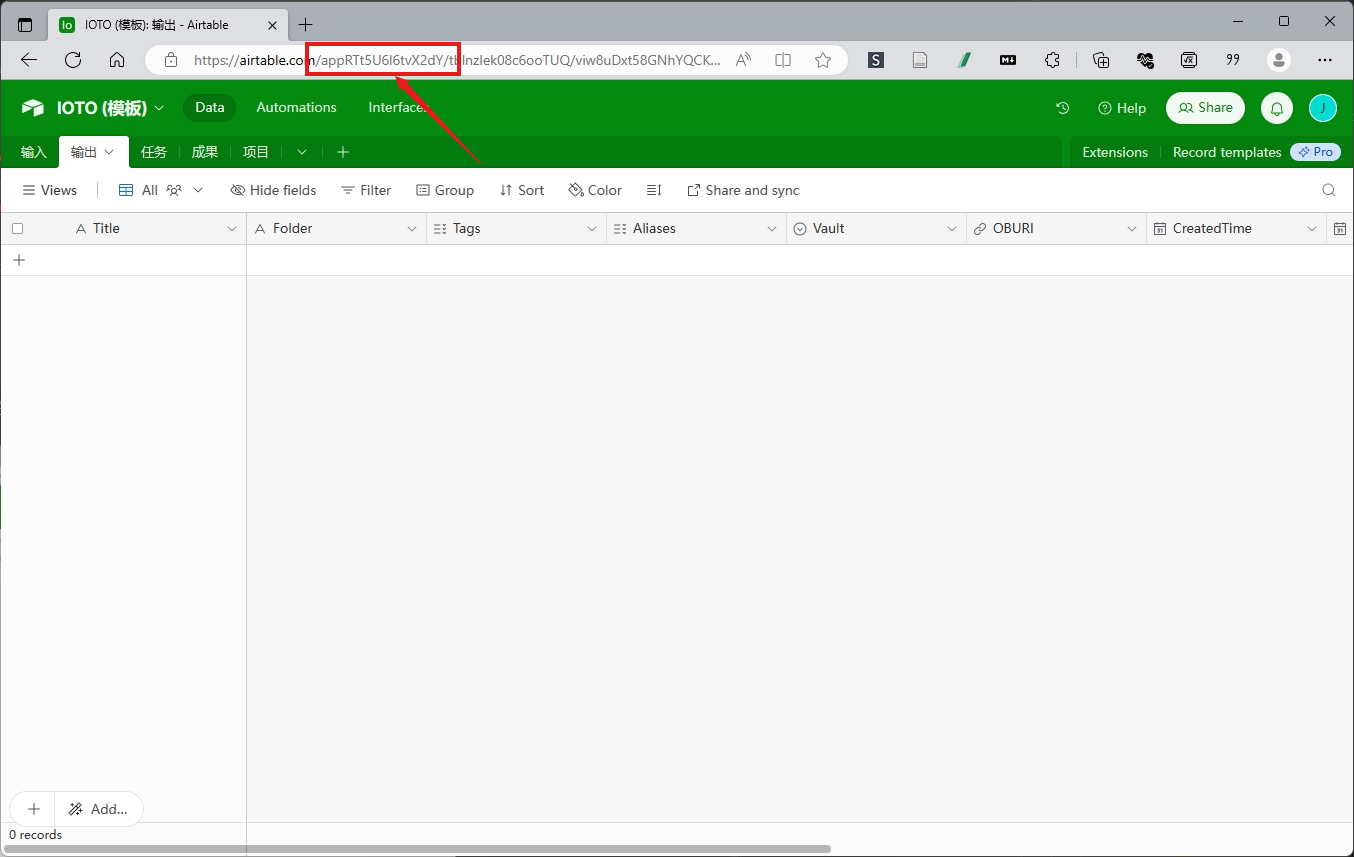 IOTO (模板): 输出 - Airtable
https://airtable.com/appRTt5U6I6tvX2dY/tblnzlek08c6ooTUQ/viw8uDxt58GNhYQCK...
IOTO (模板) Data Automations Interfaces Help Share J
输入 输出 任务 成果 项目 Extensions Record templates Pro
Views All Hide fields Filter Group Sort Color Share and sync
Title Folder Tags Aliases Vault OBURI CreatedTime
Add...
0 records